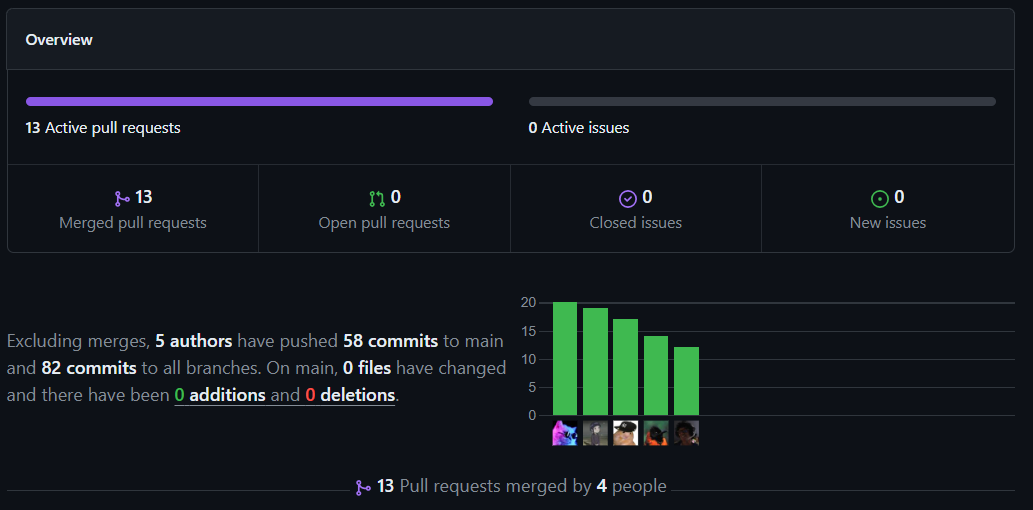 Overview
13 Active pull requests
0 Active issues
13
Merged pull requests
0
Open pull requests
0
Closed issues
0
New issues
Excluding merges, 5 authors have pushed 58 commits to main
and 82 commits to all branches. On main, 0 files have changed
and there have been 0 additions and 0 deletions.
20
15
10
5
0
13 Pull requests merged by 4 people